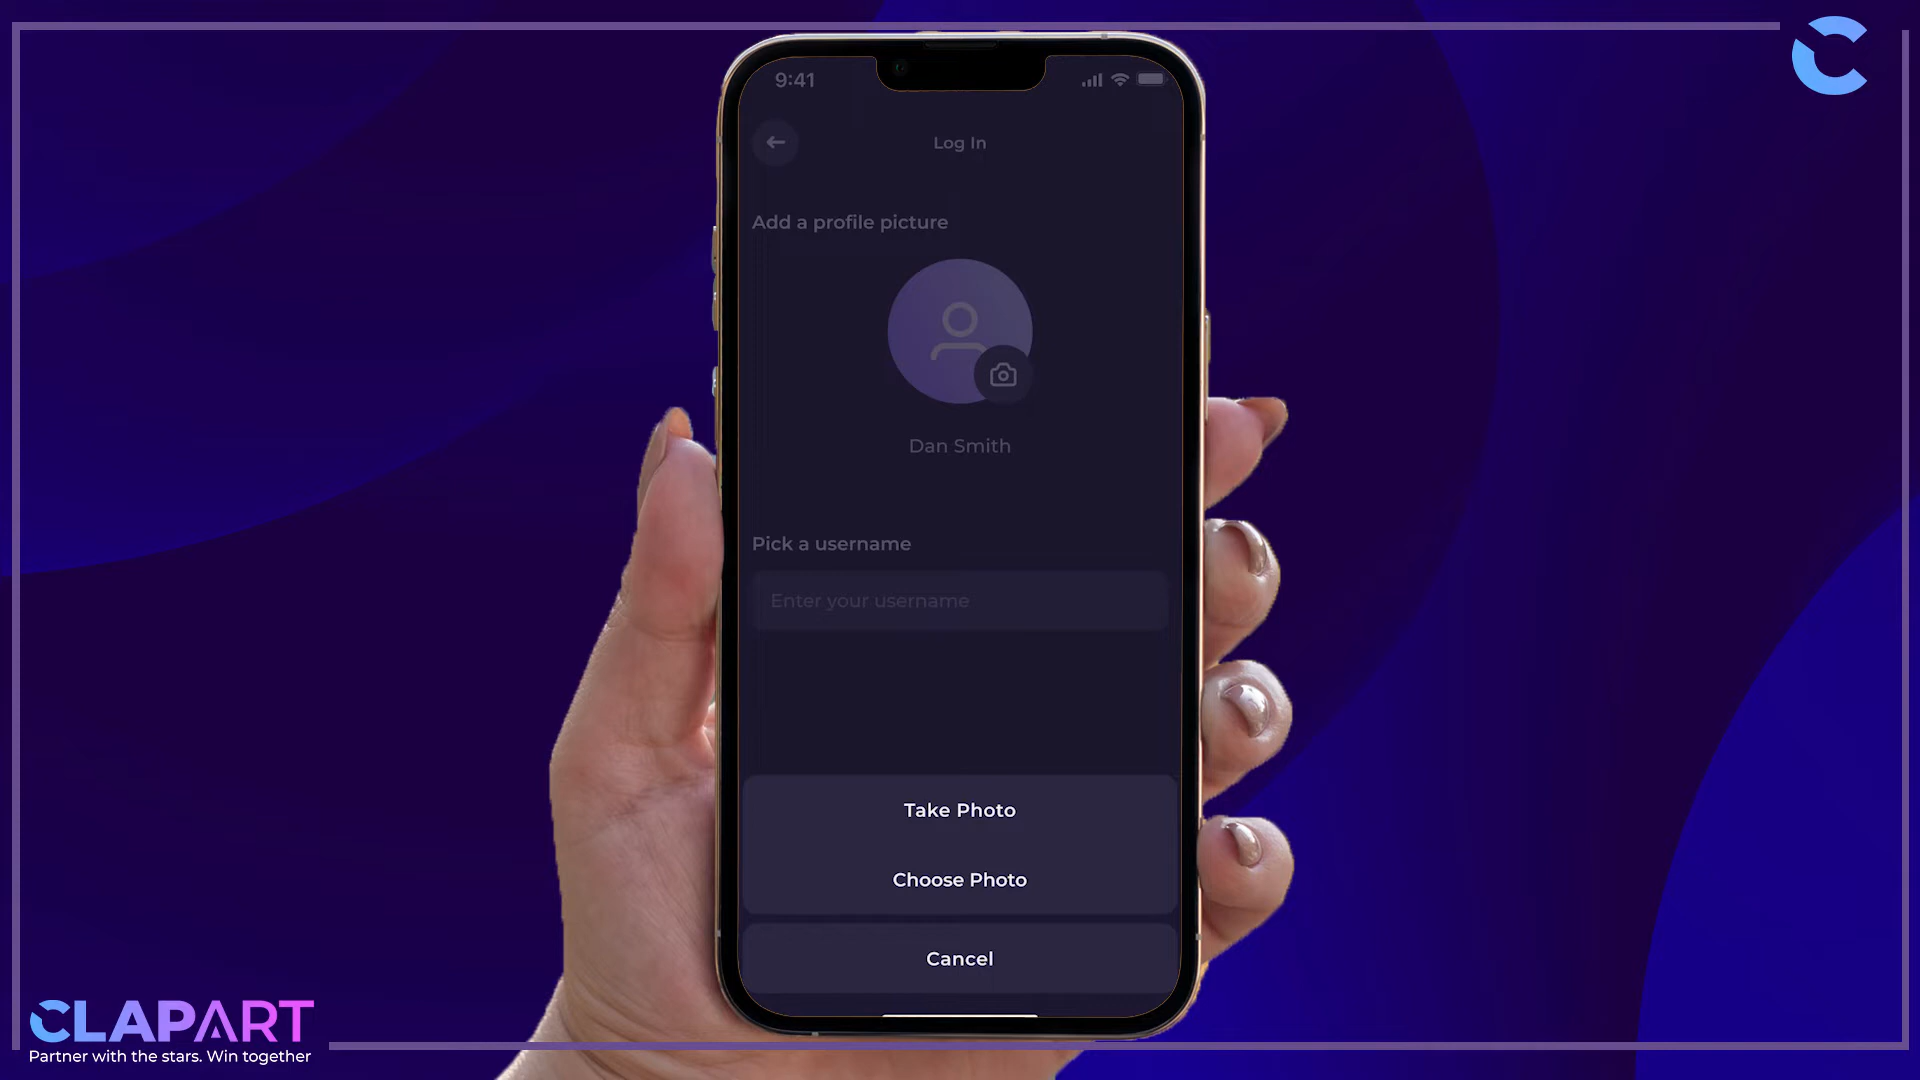 9:41
Log In
Add a profile picture
Dan Smith
Pick a username
Enter your username
Take Photo
Choose Photo
Cancel
CLAPART
Partner with the stars. Win together